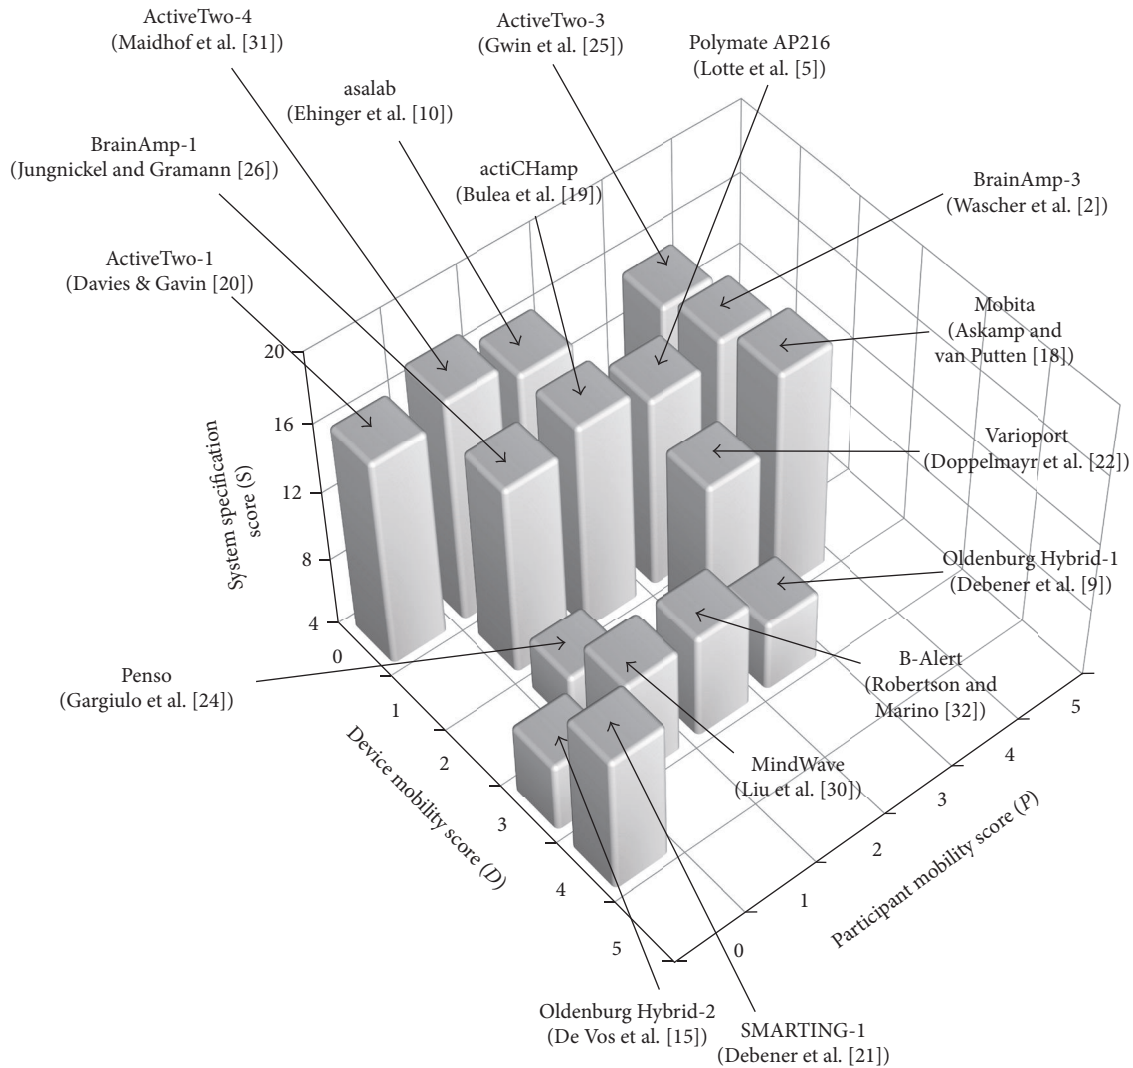 ActiveTwo-4
(Maidhof et al. [31])
ActiveTwo-3
(Gwin et al. [25])
Polymate AP216
(Lotte et al. [5])
asalab
(Ehinger et al. [10])
BrainAmp-1
(Jungnickel and Gramann [26])
actiCHamp
(Bulea et al. [19])
BrainAmp-3
(Wascher et al. [2])
ActiveTwo-1
(Davies & Gavin [20])
Mobita
(Askamp and
van Putten [18])
Varioport
(Doppelmayr et al. [22])
Oldenburg Hybrid-1
(Debener et al. [9])
B-Alert
(Robertson and
Marino [32])
Penso
(Gargiulo et al. [24])
MindWave
(Liu et al. [30])
Oldenburg Hybrid-2
(De Vos et al. [15])
SMARTING-1
(Debener et al. [21])
System specification
score (S)
20
16
12
8
4
Device mobility score (D)
0
1
2
3
4
5
Participant mobility score (P)
0
1
2
3
4
5